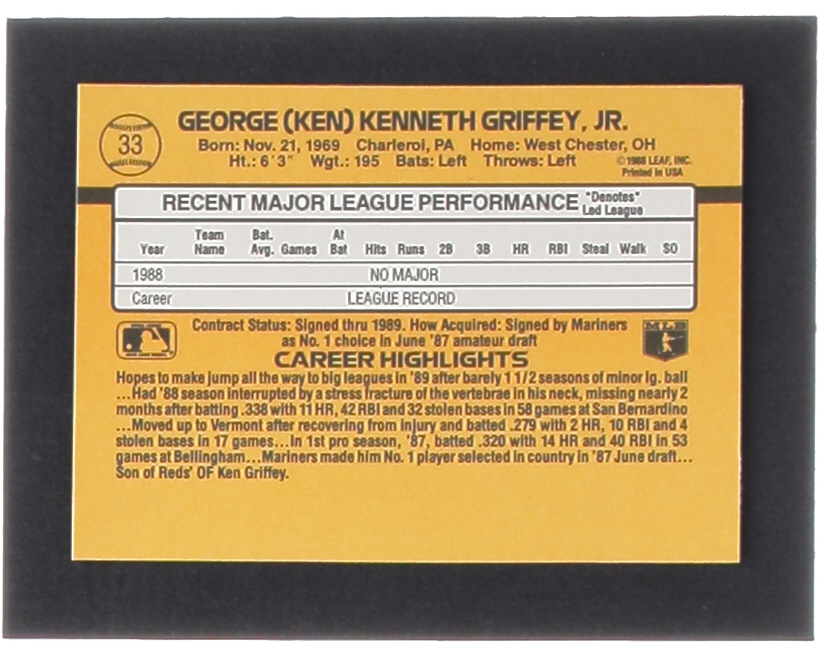 33
GEORGE (KEN) KENNETH GRIFFEY, JR.
Born: Nov. 21, 1969 Charleroi, PA Home: West Chester, OH
Ht.: 6'3" Wgt.: 195 Bats: Left Throws: Left
© 1988 LEAF, INC.
Printed in USA
RECENT MAJOR LEAGUE PERFORMANCE
"Denotes"
Led League
Year Team Name Bat. Avg. Games At Bat Hits Runs 2B 3B HR RBI Steal Walk SO
1988 NO MAJOR
Career LEAGUE RECORD
Contract Status: Signed thru 1989. How Acquired: Signed by Mariners
as No. 1 choice in June '87 amateur draft
MLB
CAREER HIGHLIGHTS
Hopes to make jump all the way to big leagues in '89 after barely 1 1/2 seasons of minor lg. ball
...Had '88 season interrupted by a stress fracture of the vertebrae in his neck, missing nearly 2
months after batting .338 with 11 HR, 42 RBI and 32 stolen bases in 58 games at San Bernardino
...Moved up to Vermont after recovering from injury and batted .279 with 2 HR, 10 RBI and 4
stolen bases in 17 games...In 1st pro season, '87, batted .320 with 14 HR and 40 RBI in 53
games at Bellingham...Mariners made him No. 1 player selected in country in '87 June draft...
Son of Reds' OF Ken Griffey.